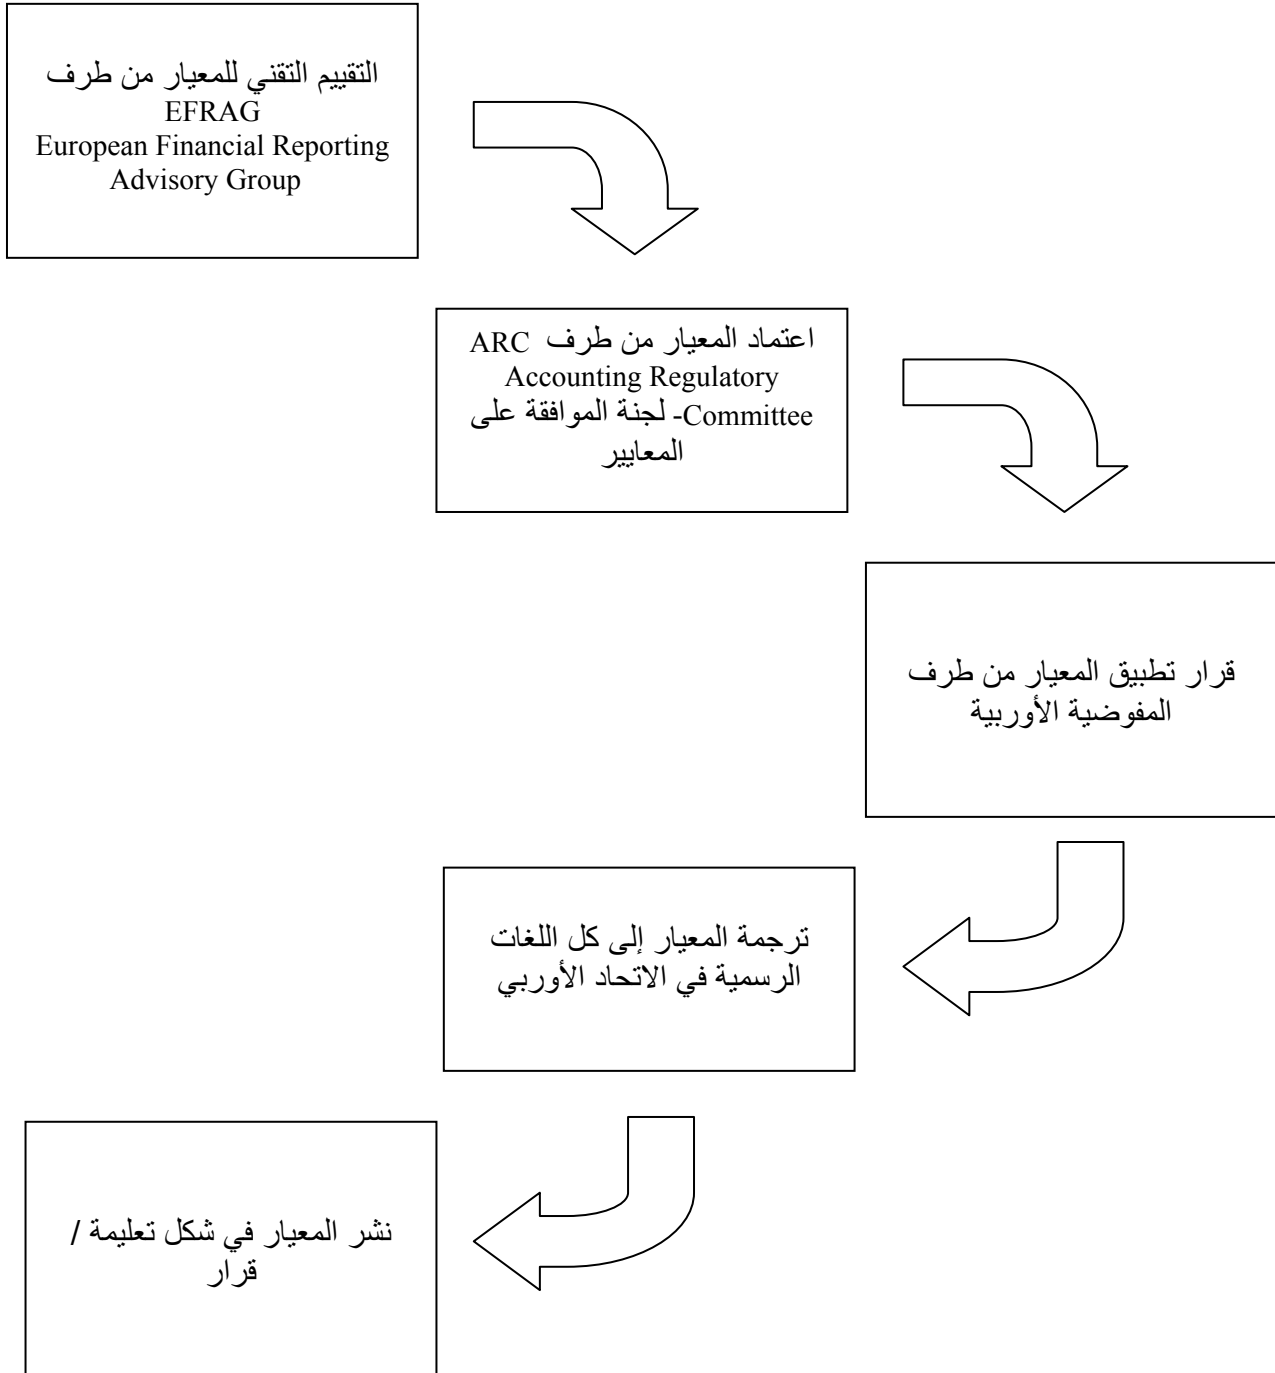 التقييم التقني للمعيار من طرف
EFRAG
European Financial Reporting
Advisory Group
اعتماد المعيار من طرف ARC
Accounting Regulatory
Committee- لجنة الموافقة على
المعايير
قرار تطبيق المعيار من طرف
المفوضية الأوربية
ترجمة المعيار إلى كل اللغات
الرسمية في الاتحاد الأوربي
نشر المعيار في شكل تعليمة /
قرار